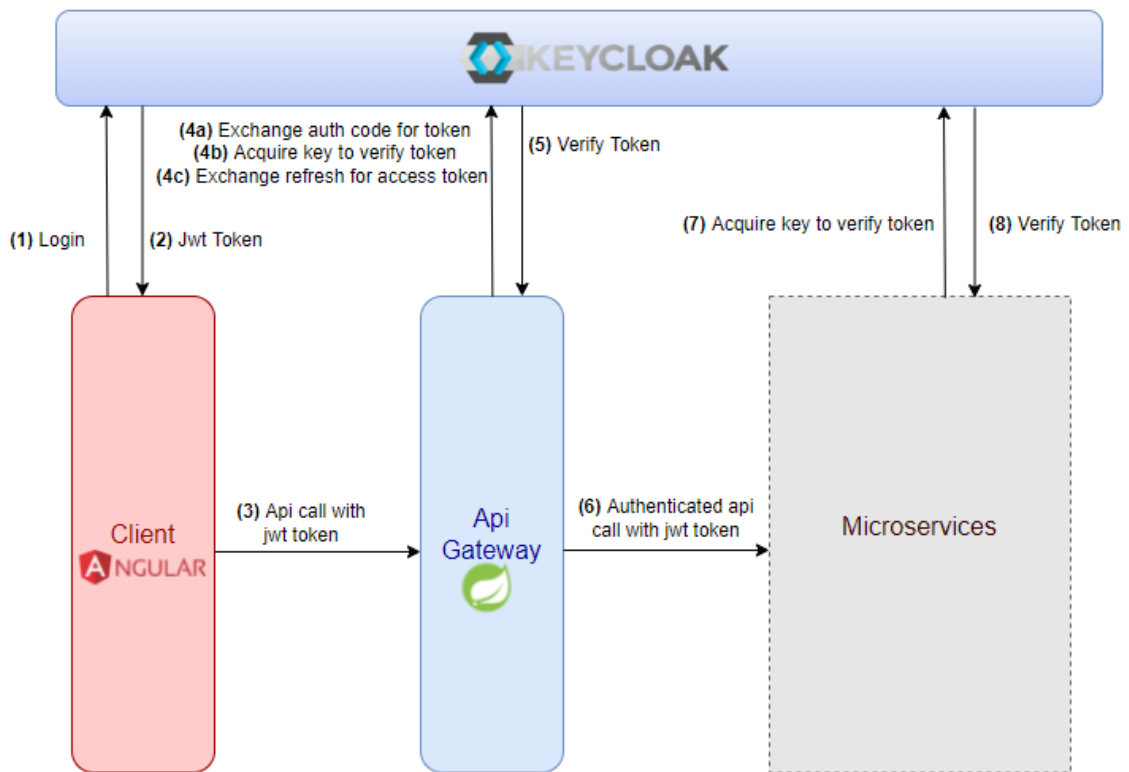 KEYCLOAK
(4a) Exchange auth code for token
(4b) Acquire key to verify token
(4c) Exchange refresh for access token
(5) Verify Token
(1) Login
(2) Jwt Token
(7) Acquire key to verify token
(8) Verify Token
(3) Api call with
jwt token
(6) Authenticated api
call with jwt token
Client
ANGULAR
Api
Gateway
Microservices